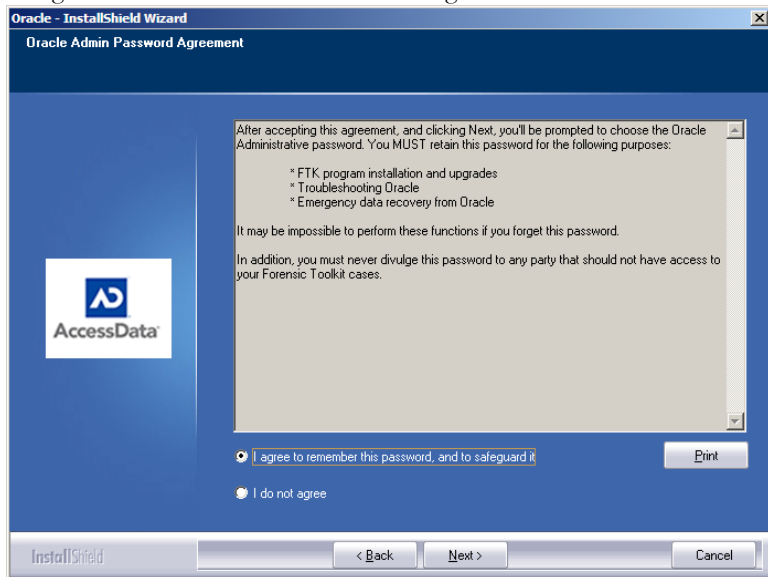 Oracle - InstallShield Wizard
Oracle Admin Password Agreement
After accepting this agreement, and clicking Next, you'll be prompted to choose the Oracle
Administrative password. You MUST retain this password for the following purposes:
* FTK program installation and upgrades
* Troubleshooting Oracle
* Emergency data recovery from Oracle
It may be impossible to perform these functions if you forget this password.
In addition, you must never divulge this password to any party that should not have access to
your Forensic Toolkit cases.
AccessData
I agree to remember this password, and to safeguard it
Print
I do not agree
InstallShield
< Back
Next >
Cancel